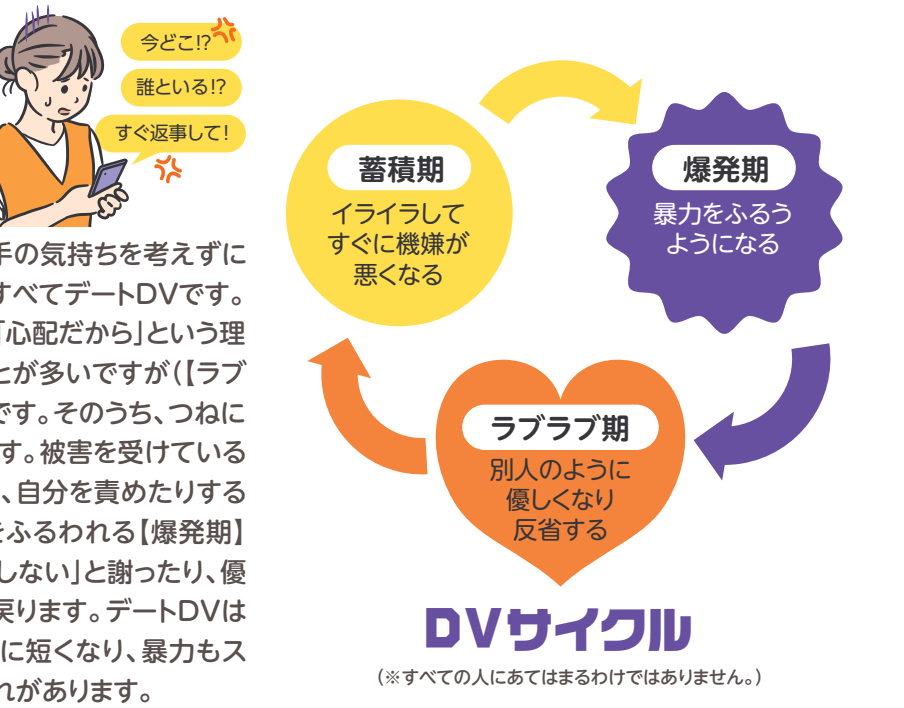 今どこ!?
誰といる!?
すぐ返事して!
手の気持ちを考えずに
すべてデートDVです。
「心配だから」という理
とが多いですが(【ラブ
です。そのうち、つねに
す。被害を受けている
、自分を責めたりする
をふるわれる【爆発期】
しない」と謝ったり、優
戻ります。デートDVは
に短くなり、暴力もス
れがあります。
蓄積期
イライラして
すぐに機嫌が
悪くなる
爆発期
暴力をふるう
ようになる
ラブラブ期
別人のように
優しくなり
反省する
DVサイクル
(※すべての人にあてはまるわけではありません。)